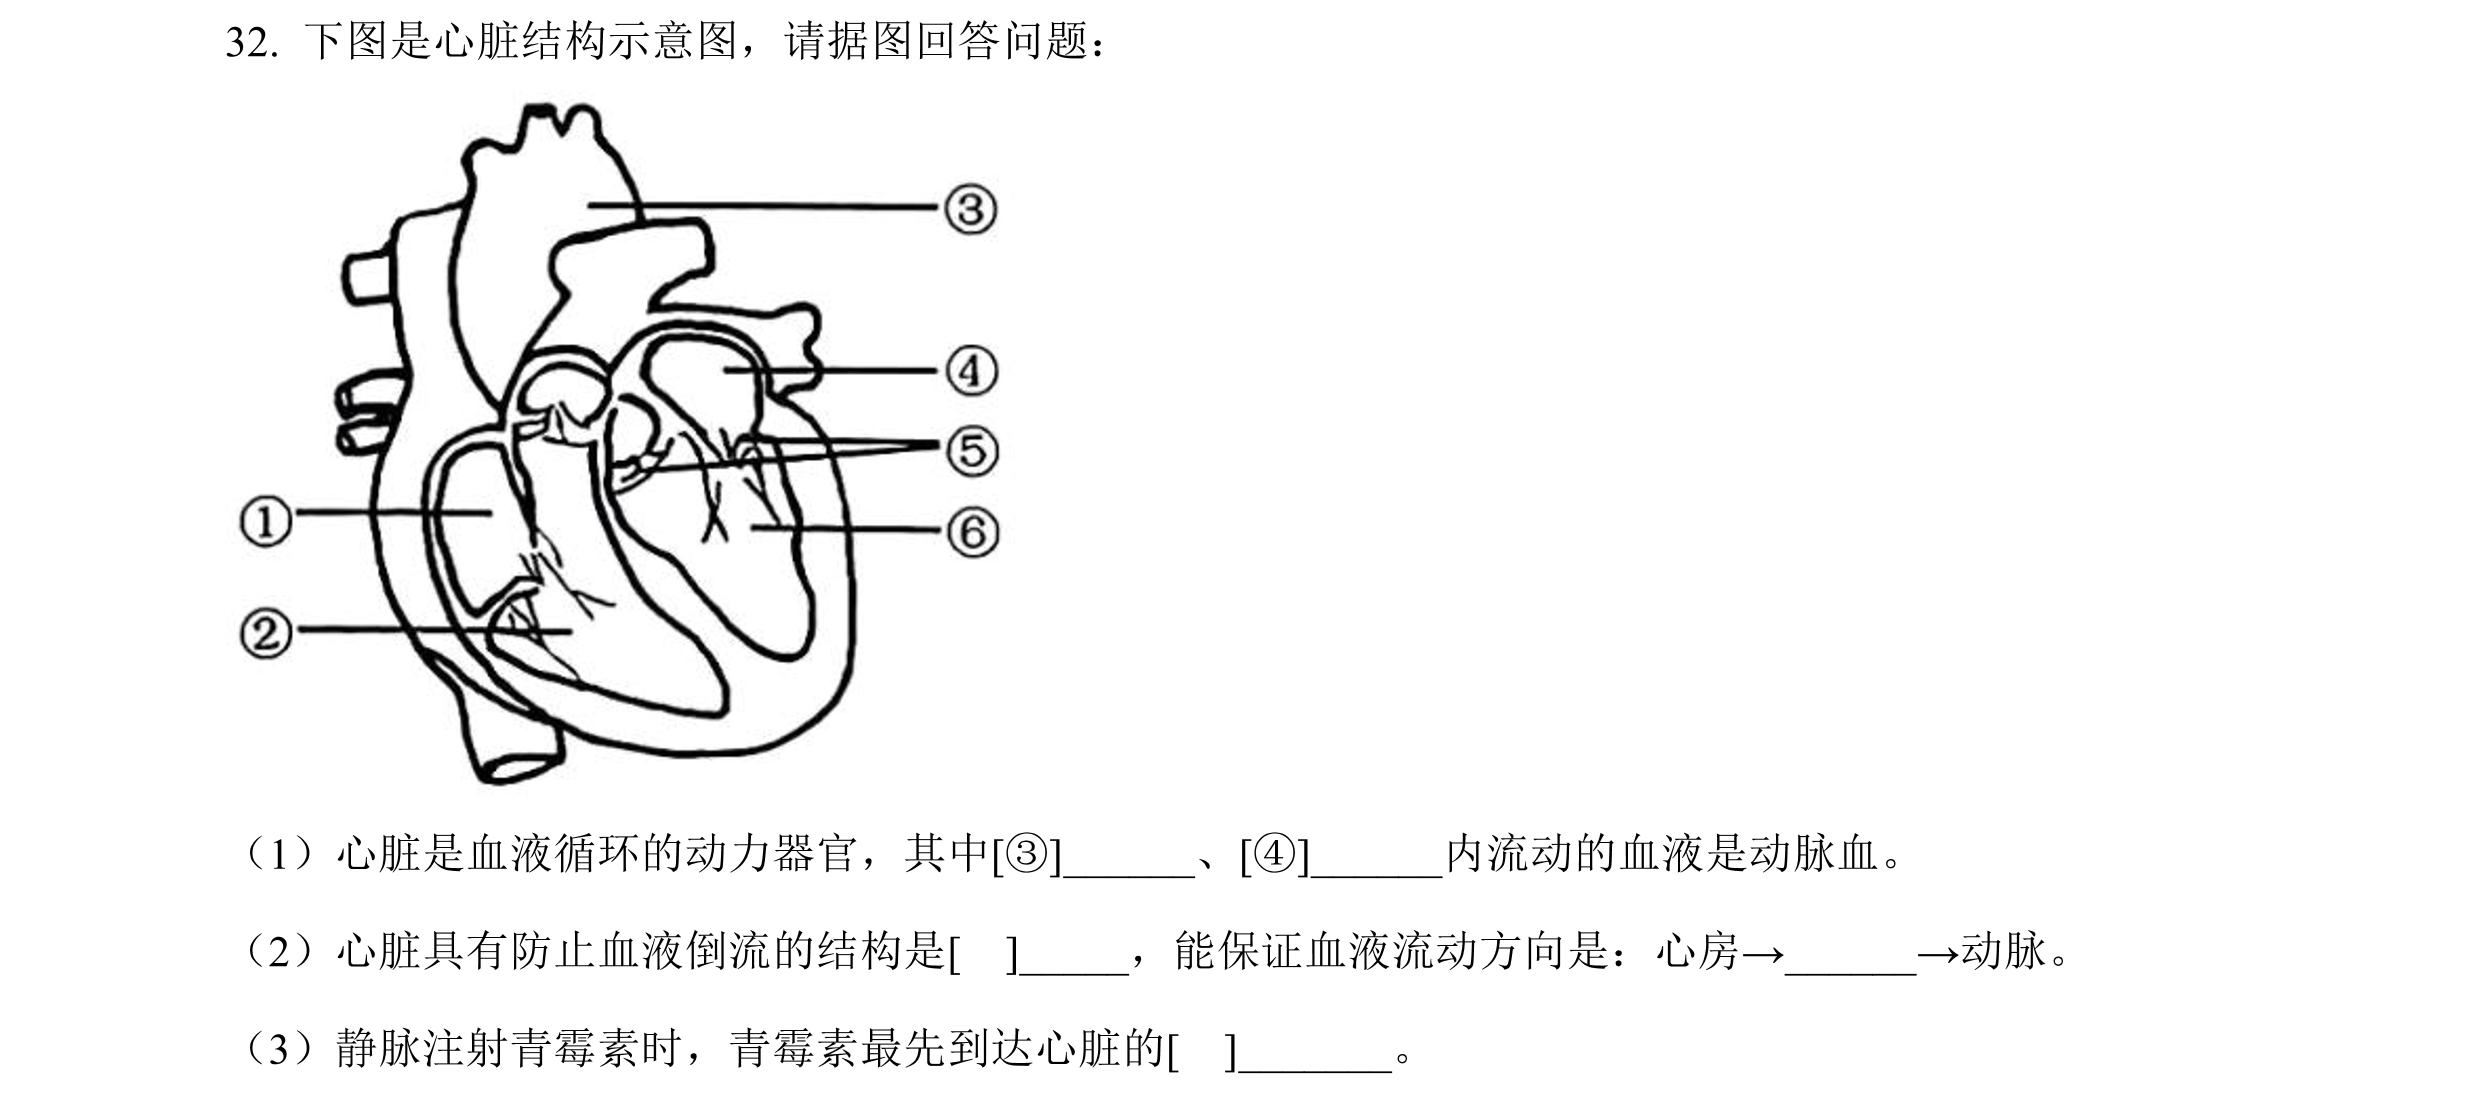 32. 下图是心脏结构示意图，请据图回答问题：
③
④
⑤
①
⑥
②
（1）心脏是血液循环的动力器官，其中[③]______、[④]______内流动的血液是动脉血。
（2）心脏具有防止血液倒流的结构是[　]_____，能保证血液流动方向是：心房→______→动脉。
（3）静脉注射青霉素时，青霉素最先到达心脏的[　]_______。